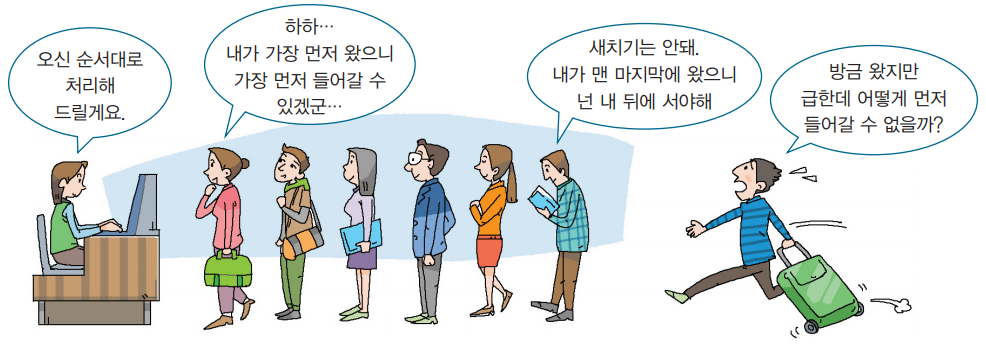 오신 순서대로
처리해
드릴게요.
하하…
내가 가장 먼저 왔으니
가장 먼저 들어갈 수
있겠군…
새치기는 안돼.
내가 맨 마지막에 왔으니
넌 내 뒤에 서야해
방금 왔지만
급한데 어떻게 먼저
들어갈 수 없을까?